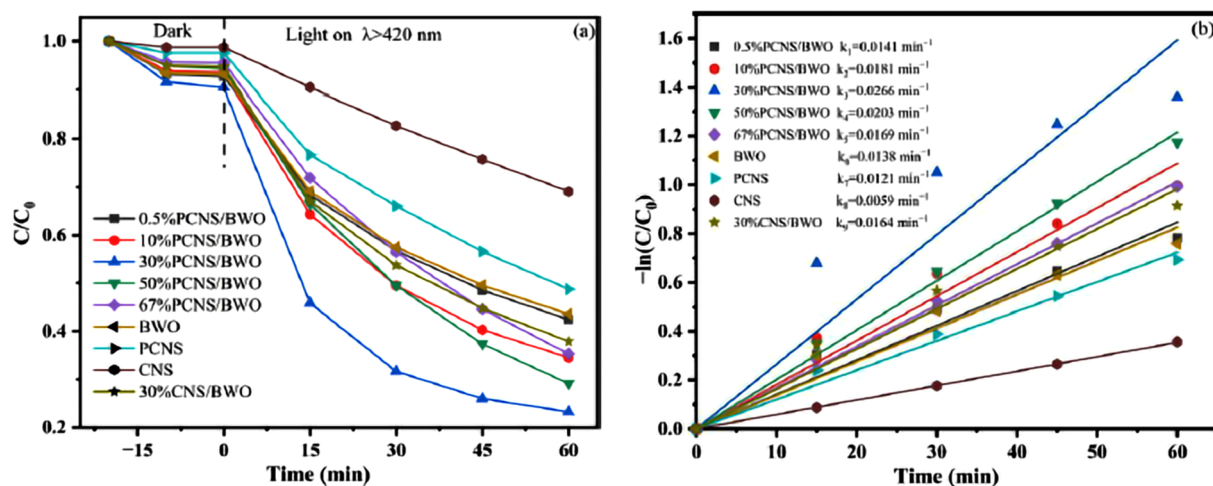 Dark
Light on λ>420 nm
(a)
1.0
0.8
0.6
0.4
0.2
C/C0
0.5%PCNS/BWO
10%PCNS/BWO
30%PCNS/BWO
50%PCNS/BWO
67%PCNS/BWO
BWO
PCNS
CNS
30%CNS/BWO
−15 0 15 30 45 60
Time (min)
(b)
1.6
1.4
1.2
1.0
0.8
0.6
0.4
0.2
0.0
−ln(C/C0)
0.5%PCNS/BWO k1=0.0141 min−1
10%PCNS/BWO k2=0.0181 min−1
30%PCNS/BWO k3=0.0266 min−1
50%PCNS/BWO k4=0.0203 min−1
67%PCNS/BWO k5=0.0169 min−1
BWO k6=0.0138 min−1
PCNS k7=0.0121 min−1
CNS k8=0.0059 min−1
30%CNS/BWO k9=0.0164 min−1
0 10 20 30 40 50 60
Time (min)